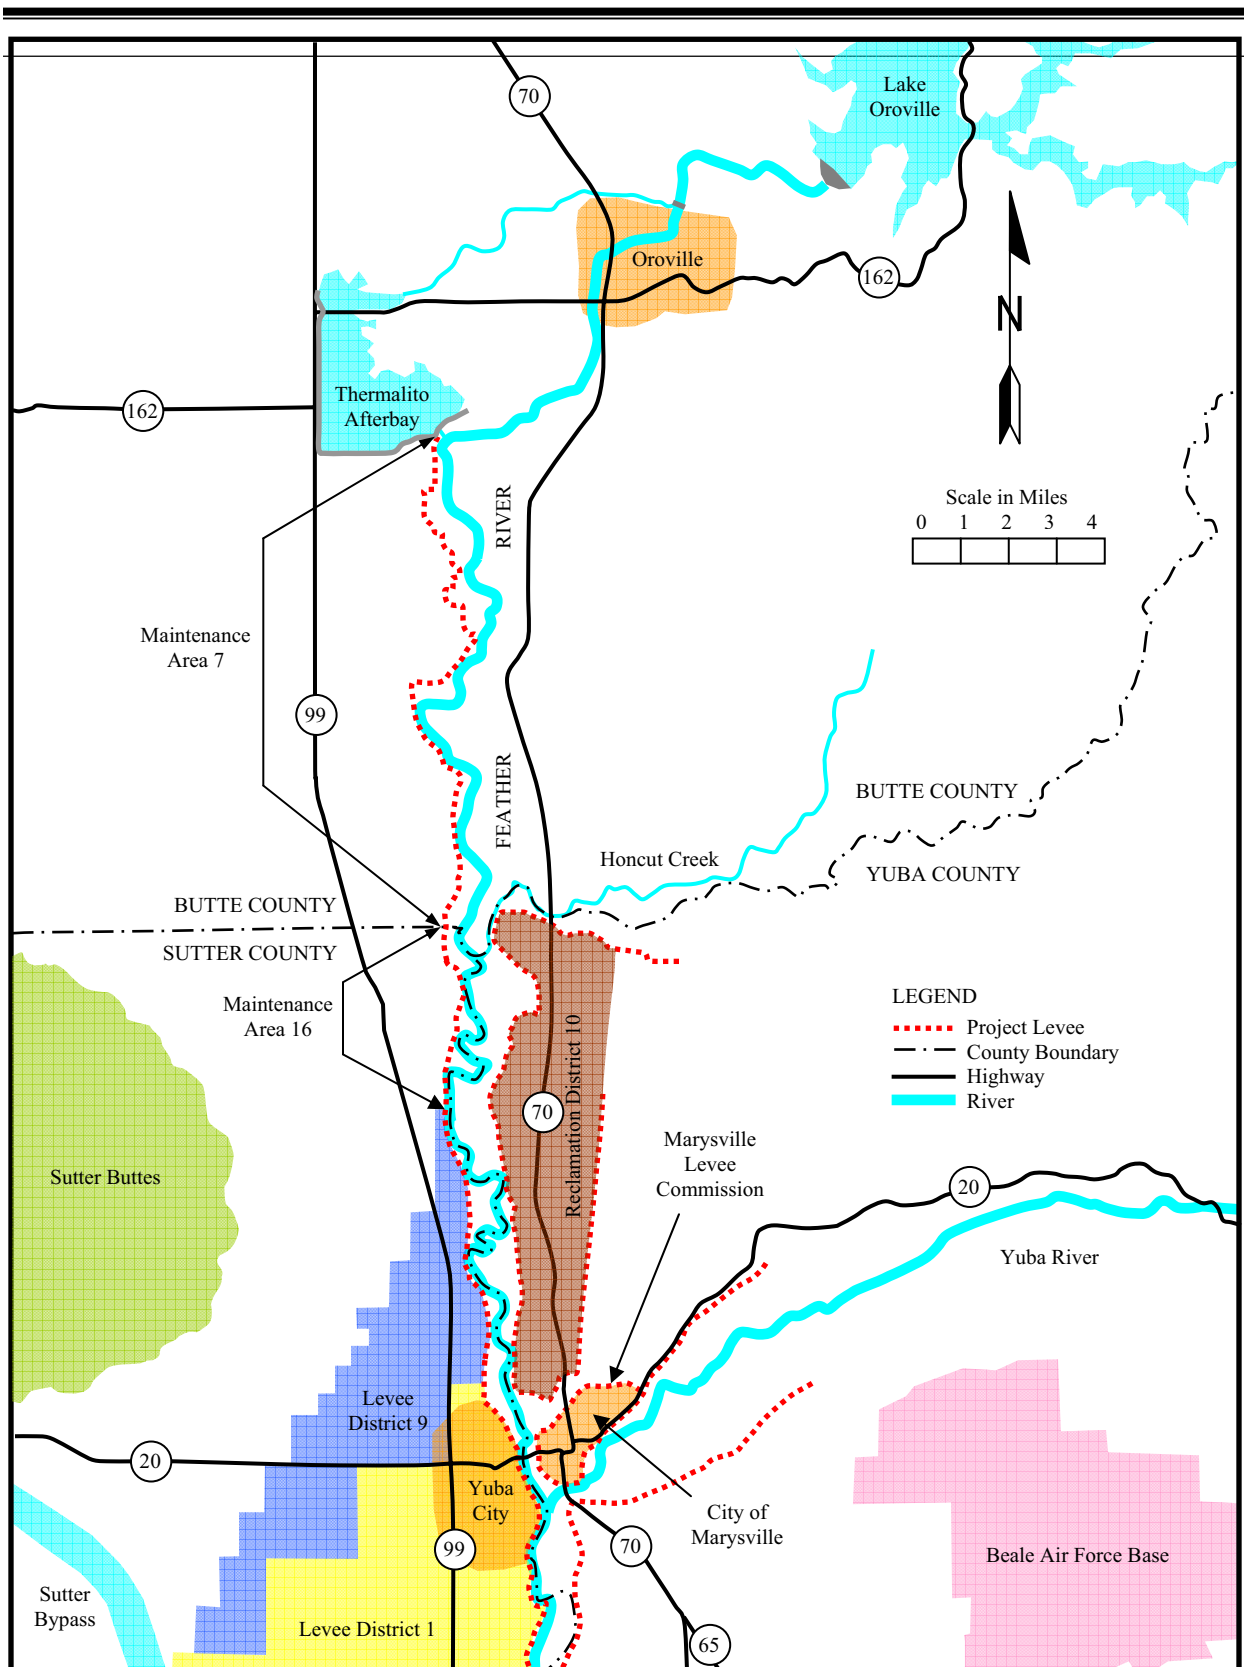 70
Lake
Oroville
Oroville
162
N
Thermalito
Afterbay
162
Scale in Miles
0 1 2 3 4
RIVER
Maintenance
Area 7
99
FEATHER
BUTTE COUNTY
Honcut Creek
YUBA COUNTY
BUTTE COUNTY
SUTTER COUNTY
Maintenance
Area 16
LEGEND
Project Levee
County Boundary
Highway
River
Reclamation District 10
70
Marysville
Levee
Commission
Sutter Buttes
20
Yuba River
Levee
District 9
20
Yuba
City
City of
Marysville
99
70
Beale Air Force Base
Sutter
Bypass
Levee District 1
65